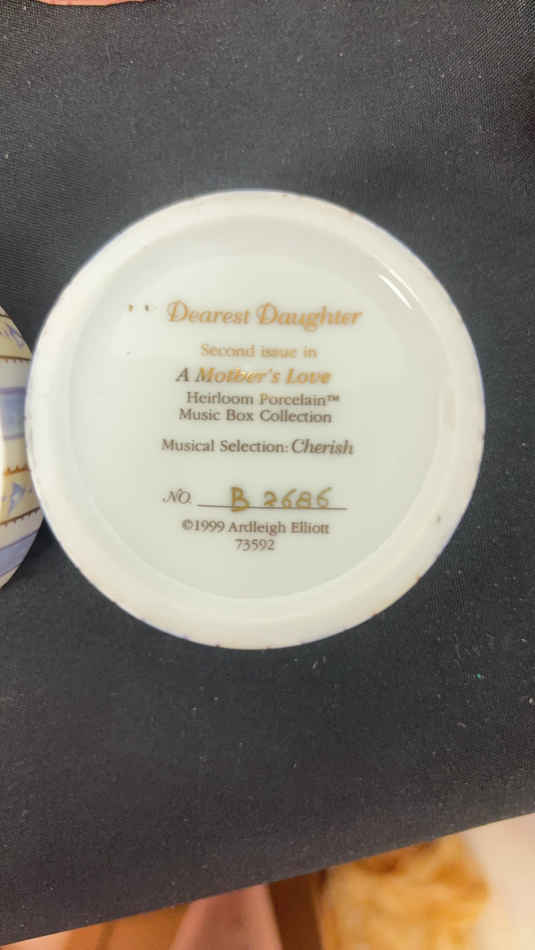 Dearest Daughter
Second issue in
A Mother's Love
Heirloom Porcelain™
Music Box Collection
Musical Selection: Cherish
NO. B 2686
©1999 Ardleigh Elliott
73592